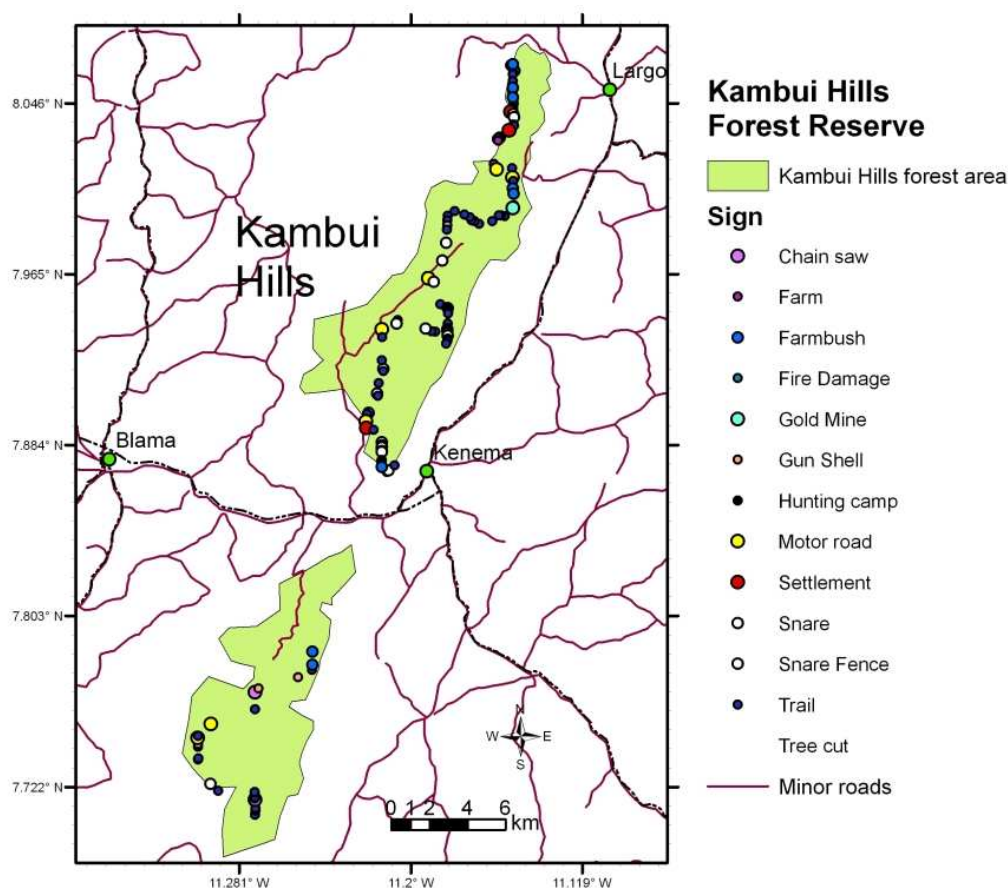 Largo
Kambui
Hills
Blama
Kenema
8.046° N
7.965° N
7.884° N
7.803° N
7.722° N
11.281° W
11.2° W
11.119° W
N
W E
S
0 1 2 4 6
km
Kambui Hills
Forest Reserve
Kambui Hills forest area
Sign
Chain saw
Farm
Farmbush
Fire Damage
Gold Mine
Gun Shell
Hunting camp
Motor road
Settlement
Snare
Snare Fence
Trail
Tree cut
Minor roads